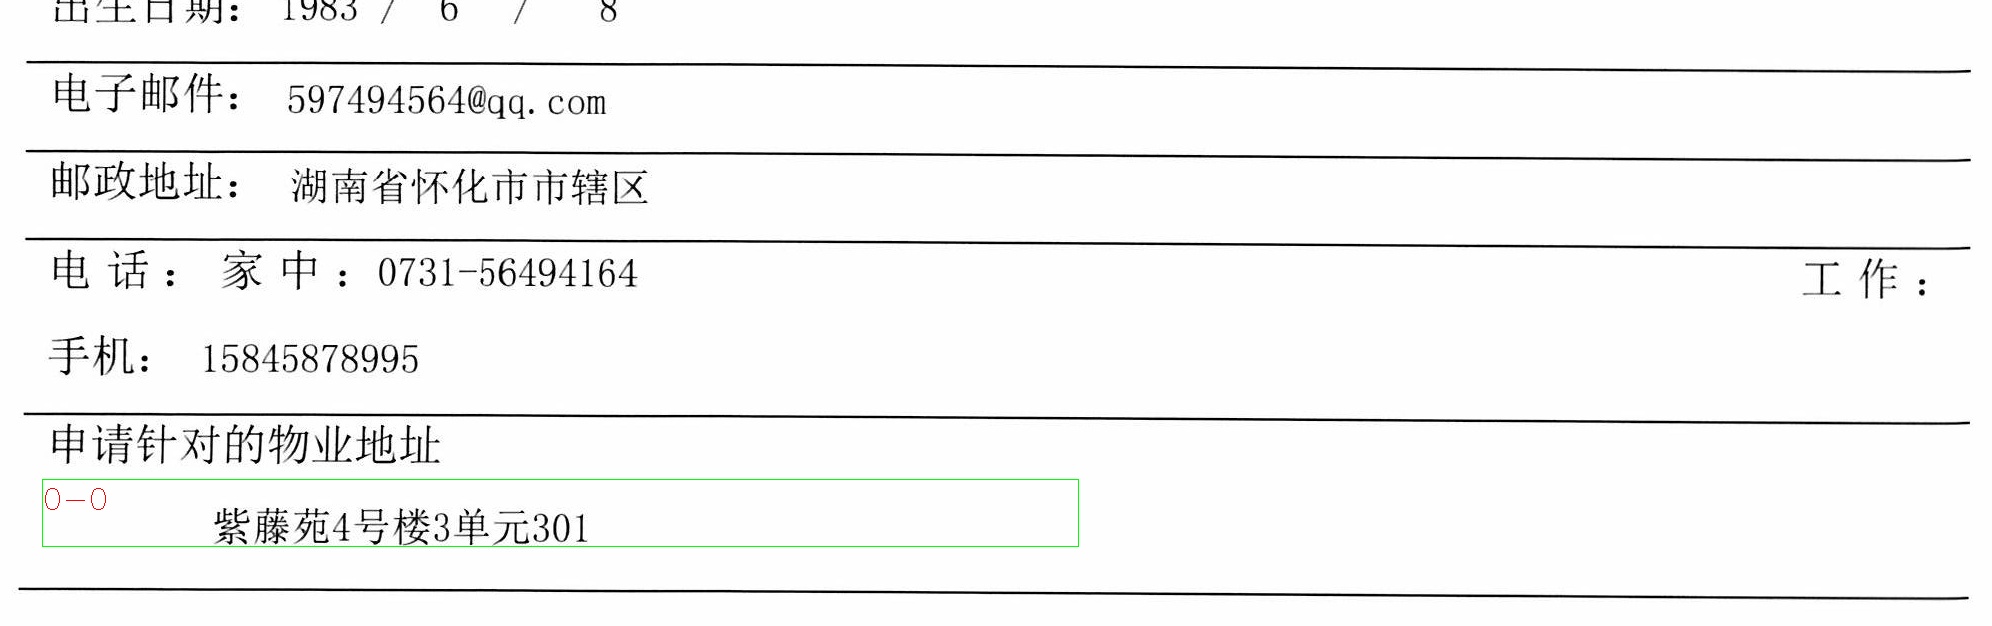 出生日期： 1983 / 6 / 8
电子邮件： 597494564@qq.com
邮政地址： 湖南省怀化市市辖区
电 话 ： 家 中 ：0731-56494164 工 作 ：
手机： 15845878995
申请针对的物业地址
0-0
紫藤苑4号楼3单元301